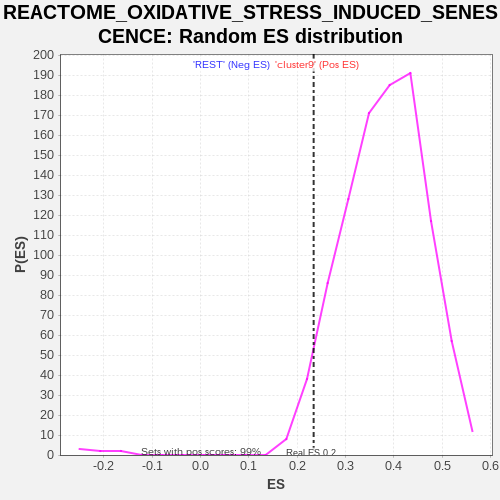 REACTOME_OXIDATIVE_STRESS_INDUCED_SENES
CENCE: Random ES distribution
'REST' (Neg ES) 'cluster9' (Pos ES)
200
190
180
170
160
150
140
130
120
110
100
90
80
70
60
50
40
30
20
10
0
P(ES)
Sets with pos scores: 99%
Real ES 0.2
-0.2 -0.1 0.0 0.1 0.2 0.3 0.4 0.5 0.6
ES